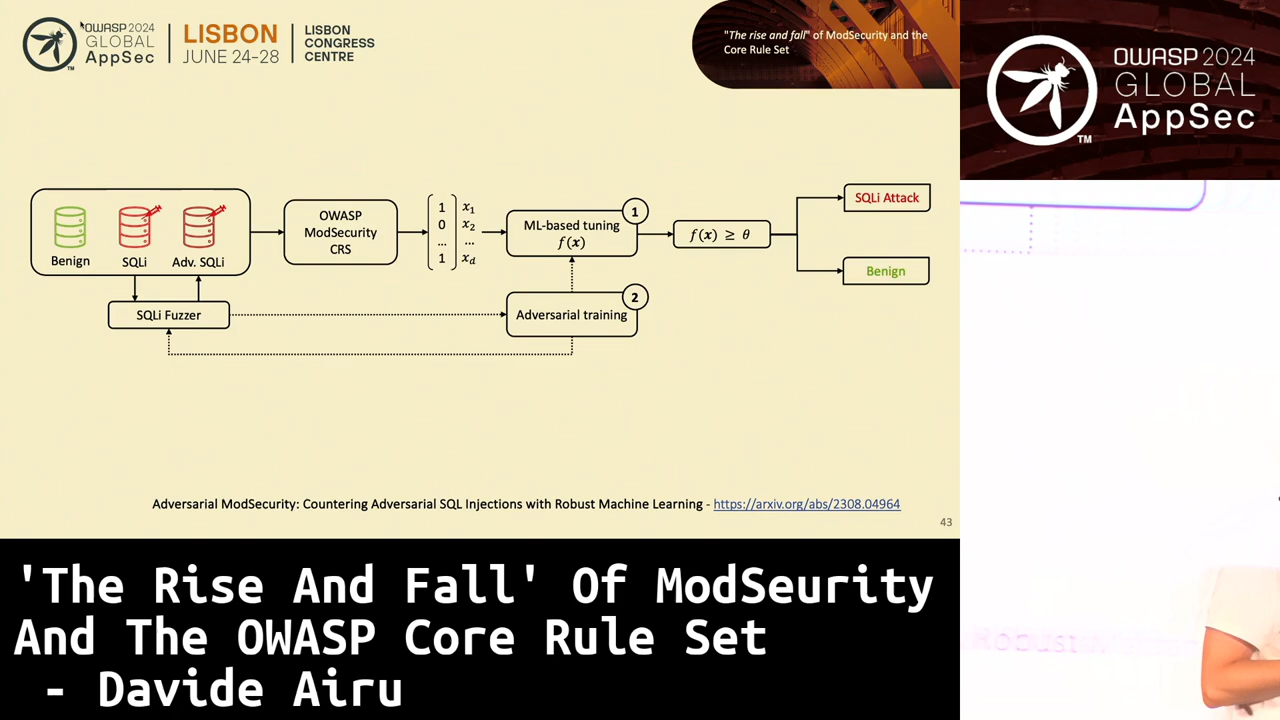 OWASP 2024
GLOBAL
AppSec
TM
LISBON
JUNE 24-28
LISBON
CONGRESS
CENTRE
"The rise and fall" of ModSecurity and the
Core Rule Set
OWASP 2024
GLOBAL
AppSec
TM
Benign
SQLi
Adv. SQLi
SQLi Fuzzer
OWASP
ModSecurity
CRS
1 x1
0 x2
... ...
1 xd
1
ML-based tuning
f(x)
2
Adversarial training
f(x) ≥ θ
SQLi Attack
Benign
Adversarial ModSecurity: Countering Adversarial SQL Injections with Robust Machine Learning - https://arxiv.org/abs/2308.04964
43
Robust
'The Rise And Fall' Of ModSeurity
And The OWASP Core Rule Set
- Davide Airu